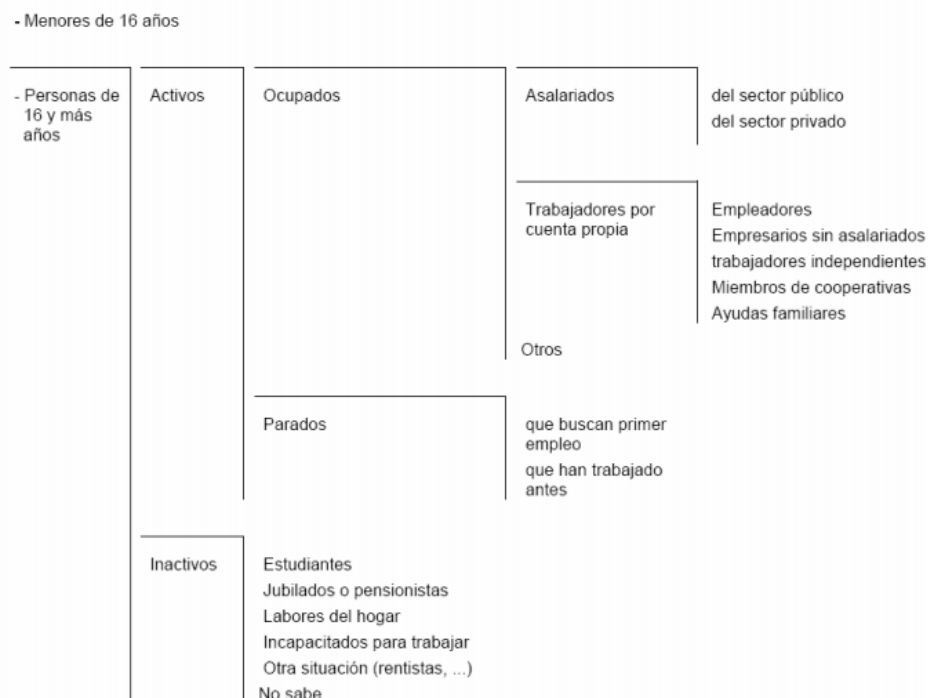 - Menores de 16 años
- Personas de
16 y más
años
Activos
Ocupados
Asalariados
del sector público
del sector privado
Trabajadores por
cuenta propia
Empleadores
Empresarios sin asalariados
trabajadores independientes
Miembros de cooperativas
Ayudas familiares
Otros
Parados
que buscan primer
empleo
que han trabajado
antes
Inactivos
Estudiantes
Jubilados o pensionistas
Labores del hogar
Incapacitados para trabajar
Otra situación (rentistas, ...)
No sabe